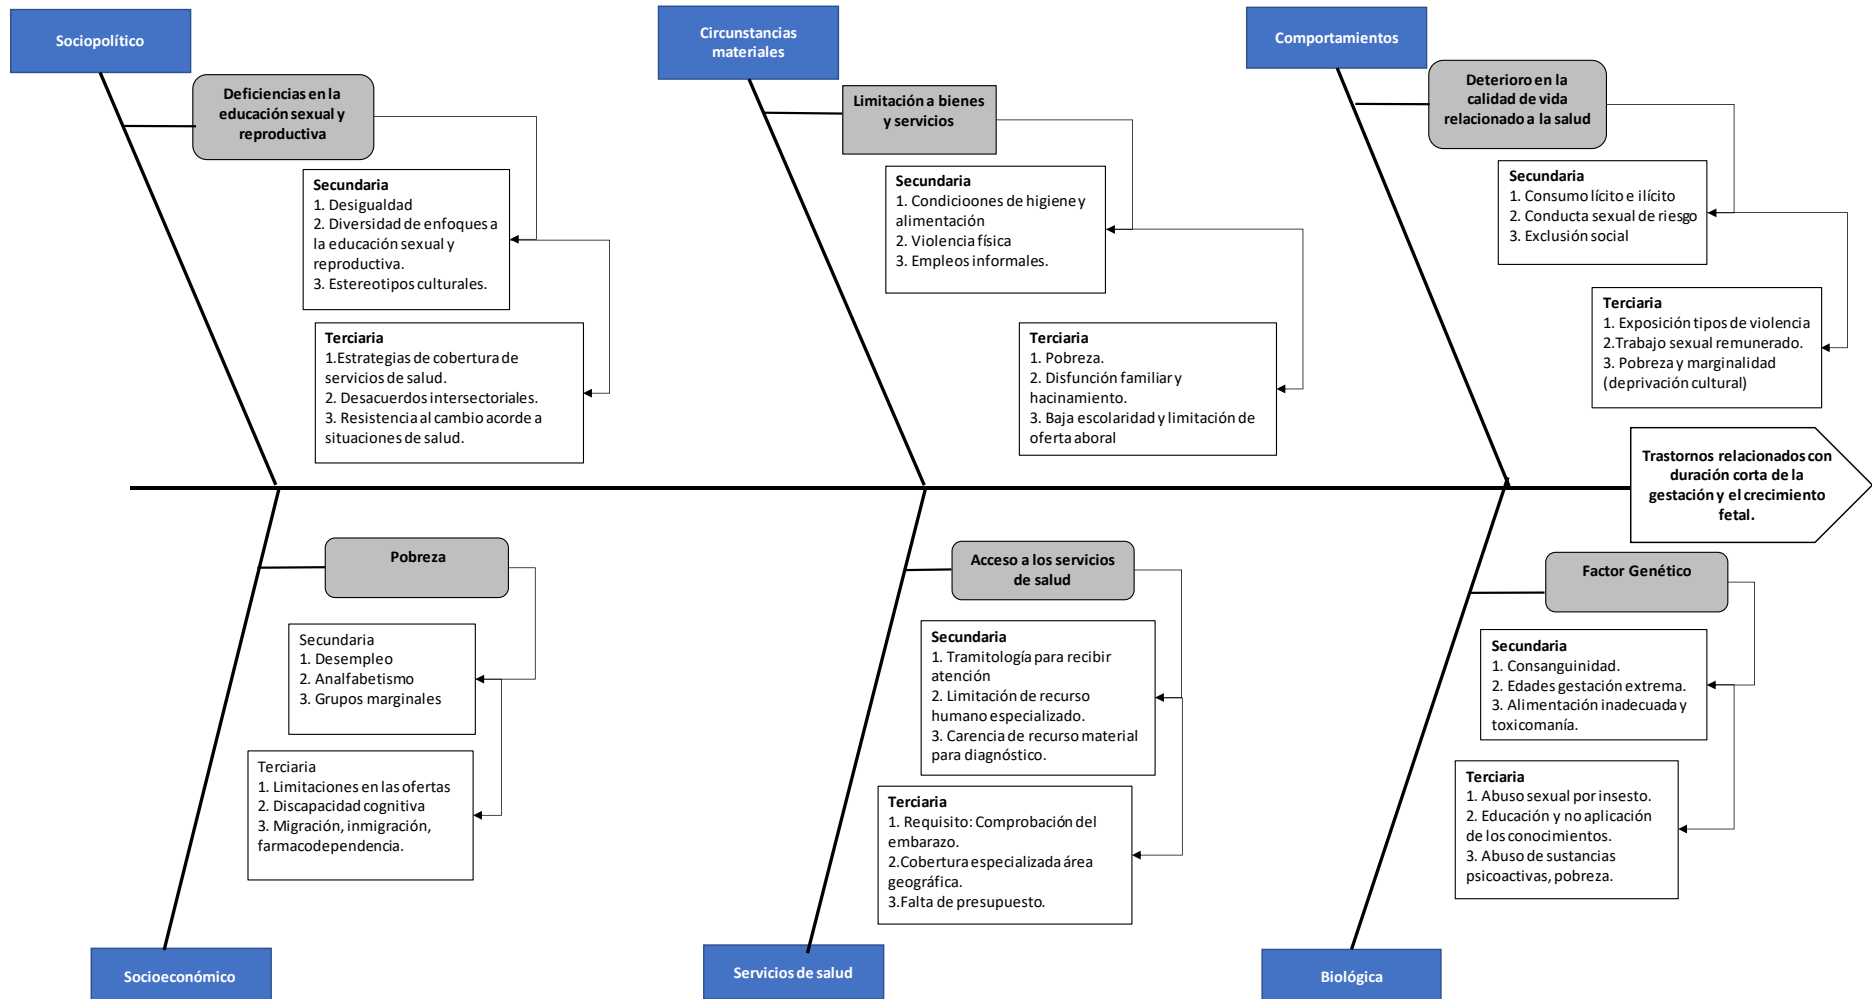 Sociopolítico
Deficiencias en la
educación sexual y
reproductiva
Secundaria
1. Desigualdad
2. Diversidad de enfoques a
la educación sexual y
reproductiva.
3. Estereotipos culturales.
Terciaria
1.Estrategias de cobertura de
servicios de salud.
2. Desacuerdos intersectoriales.
3. Resistencia al cambio acorde a
situaciones de salud.
Circunstancias
materiales
Limitación a bienes
y servicios
Secundaria
1. Condicioones de higiene y
alimentación
2. Violencia física
3. Empleos informales.
Terciaria
1. Pobreza.
2. Disfunción familiar y
hacinamiento.
3. Baja escolaridad y limitación de
oferta aboral
Comportamientos
Deterioro en la
calidad de vida
relacionado a la salud
Secundaria
1. Consumo lícito e ilícito
2. Conducta sexual de riesgo
3. Exclusión social
Terciaria
1. Exposición tipos de violencia
2.Trabajo sexual remunerado.
3. Pobreza y marginalidad
(deprivación cultural)
Trastornos relacionados con
duración corta de la
gestación y el crecimiento
fetal.
Pobreza
Secundaria
1. Desempleo
2. Analfabetismo
3. Grupos marginales
Terciaria
1. Limitaciones en las ofertas
2. Discapacidad cognitiva
3. Migración, inmigración,
farmacodependencia.
Socioeconómico
Acceso a los servicios
de salud
Secundaria
1. Tramitología para recibir
atención
2. Limitación de recurso
humano especializado.
3. Carencia de recurso material
para diagnóstico.
Terciaria
1. Requisito: Comprobación del
embarazo.
2.Cobertura especializada área
geográfica.
3.Falta de presupuesto.
Servicios de salud
Factor Genético
Secundaria
1. Consanguinidad.
2. Edades gestación extrema.
3. Alimentación inadecuada y
toxicomanía.
Terciaria
1. Abuso sexual por insesto.
2. Educación y no aplicación
de los conocimientos.
3. Abuso de sustancias
psicoactivas, pobreza.
Biológica